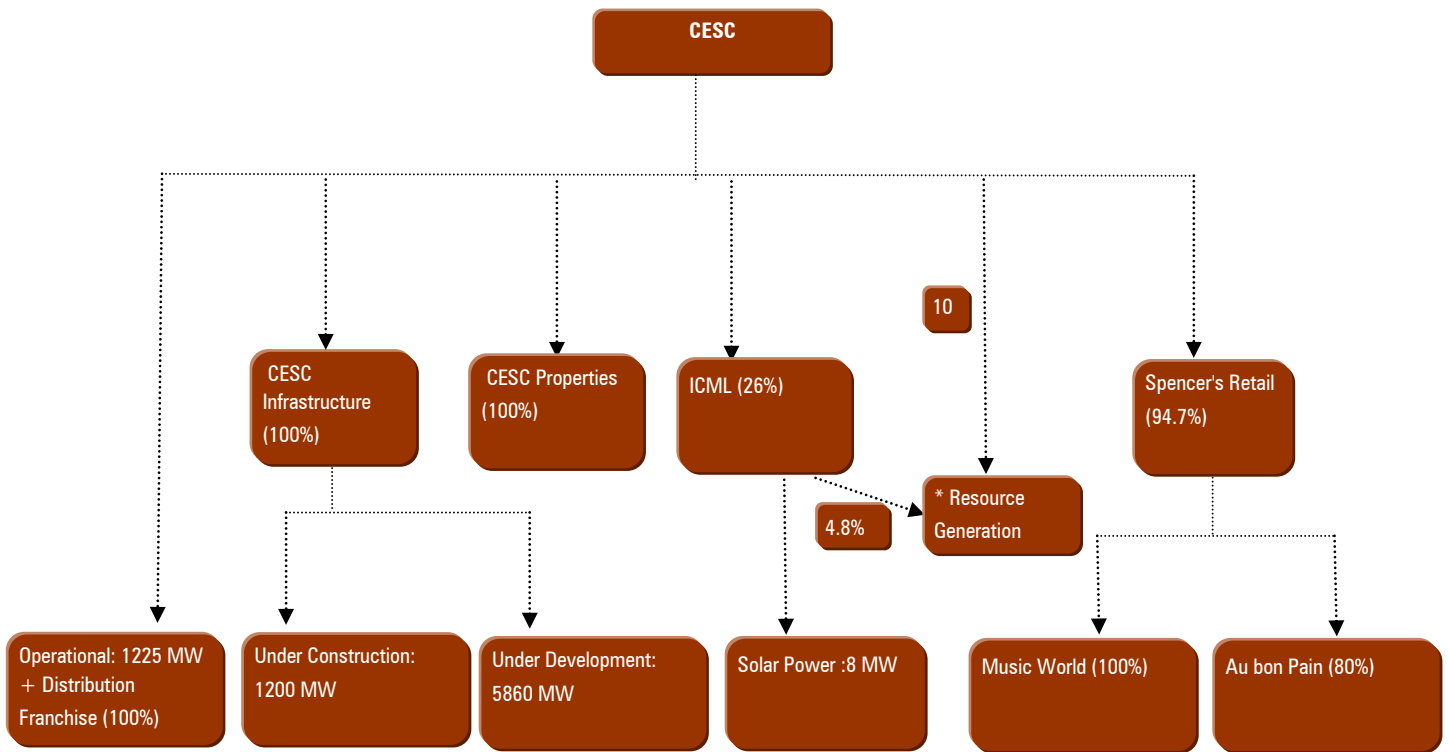 CESC
10
CESC
Infrastructure
(100%)
CESC Properties
(100%)
ICML (26%)
Spencer's Retail
(94.7%)
4.8%
* Resource
Generation
Operational: 1225 MW
+ Distribution
Franchise (100%)
Under Construction:
1200 MW
Under Development:
5860 MW
Solar Power :8 MW
Music World (100%)
Au bon Pain (80%)